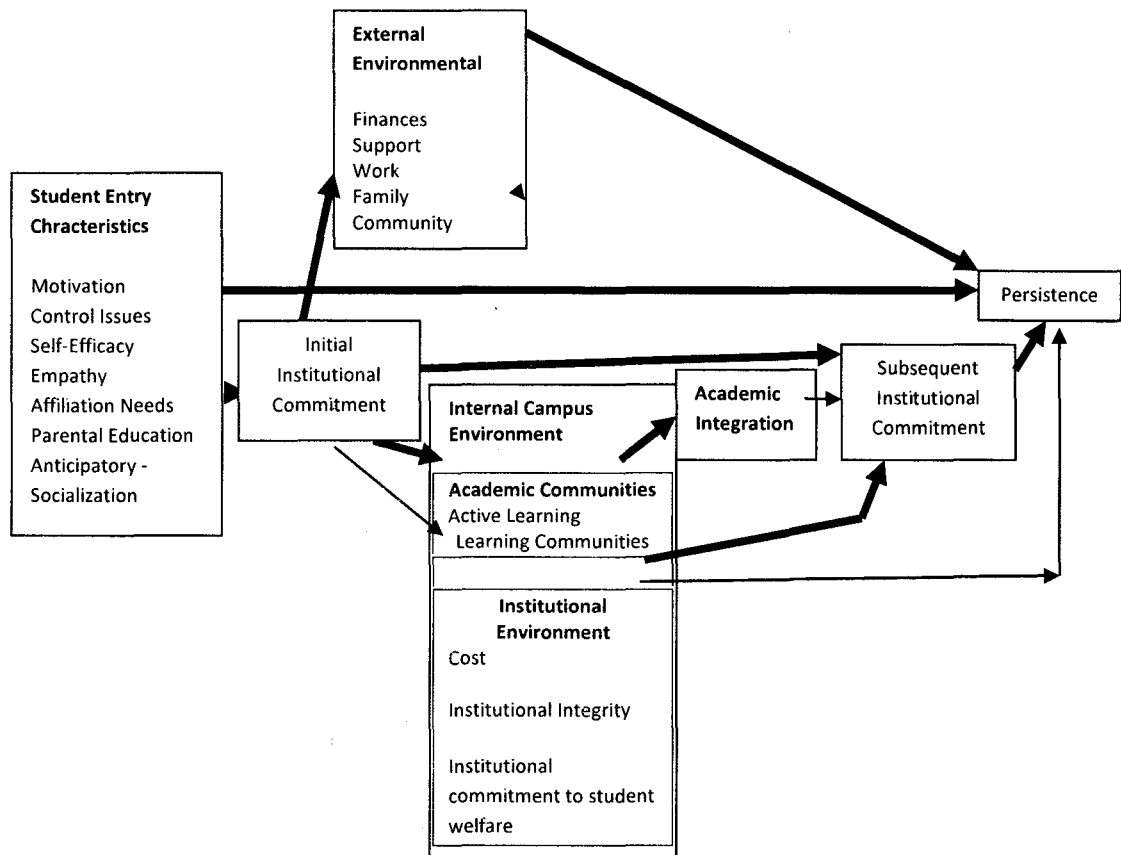 External
Environmental
Finances
Support
Work
Family
Community
Student Entry
Chracteristics
Motivation
Control Issues
Self-Efficacy
Empathy
Affiliation Needs
Parental Education
Anticipatory -
Socialization
Initial
Institutional
Commitment
Internal Campus
Environment
Academic Communities
Active Learning
Learning Communities
Institutional
Environment
Cost
Institutional Integrity
Institutional
commitment to student
welfare
Academic
Integration
Subsequent
Institutional
Commitment
Persistence